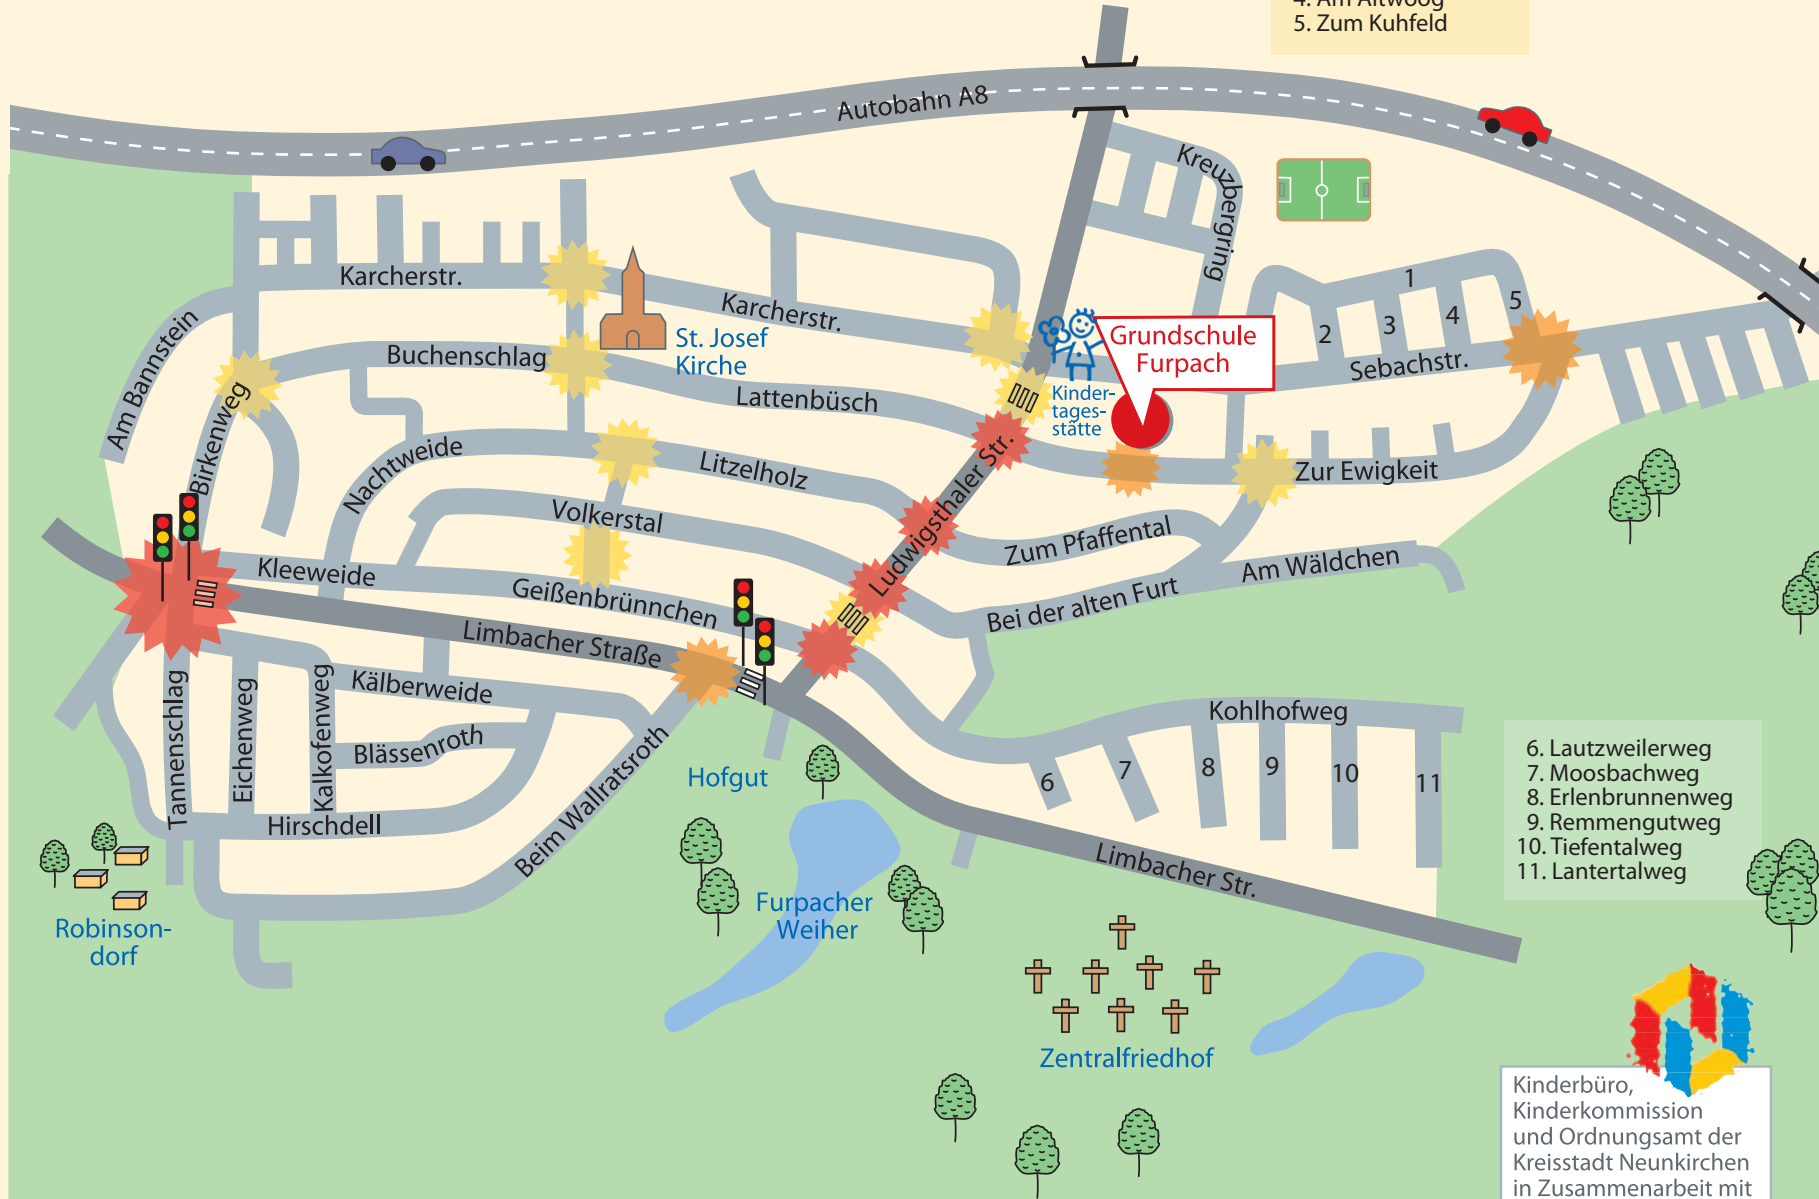 4. Am Altwoog
5. Zum Kuhfeld
Autobahn A8
Kreuzbergring
Karcherstr.
Karcherstr.
St. Josef
Kirche
Grundschule
Furpach
Kinder-
tages-
stätte
1
2
3
4
5
Sebachstr.
Am Bannstein
Birkenweg
Buchenschlag
Lattenbüsch
Nachtweide
Litzelholz
Volkerstal
Ludwigsthaler Str.
Zur Ewigkeit
Zum Pfaffental
Am Wäldchen
Bei der alten Furt
Kleeweide
Geißenbrünnchen
Limbacher Straße
Kälberweide
Tannenschlag
Eichenweg
Kalkofenweg
Blässenroth
Hirschdell
Beim Wallratsroth
Hofgut
Kohlhofweg
6
7
8
9
10
11
6. Lautzweilerweg
7. Moosbachweg
8. Erlenbrunnenweg
9. Remmengutweg
10. Tiefentalweg
11. Lantertalweg
Limbacher Str.
Furpacher
Weiher
Robinson-
dorf
Zentralfriedhof
Kinderbüro,
Kinderkommission
und Ordnungsamt der
Kreisstadt Neunkirchen
in Zusammenarbeit mit